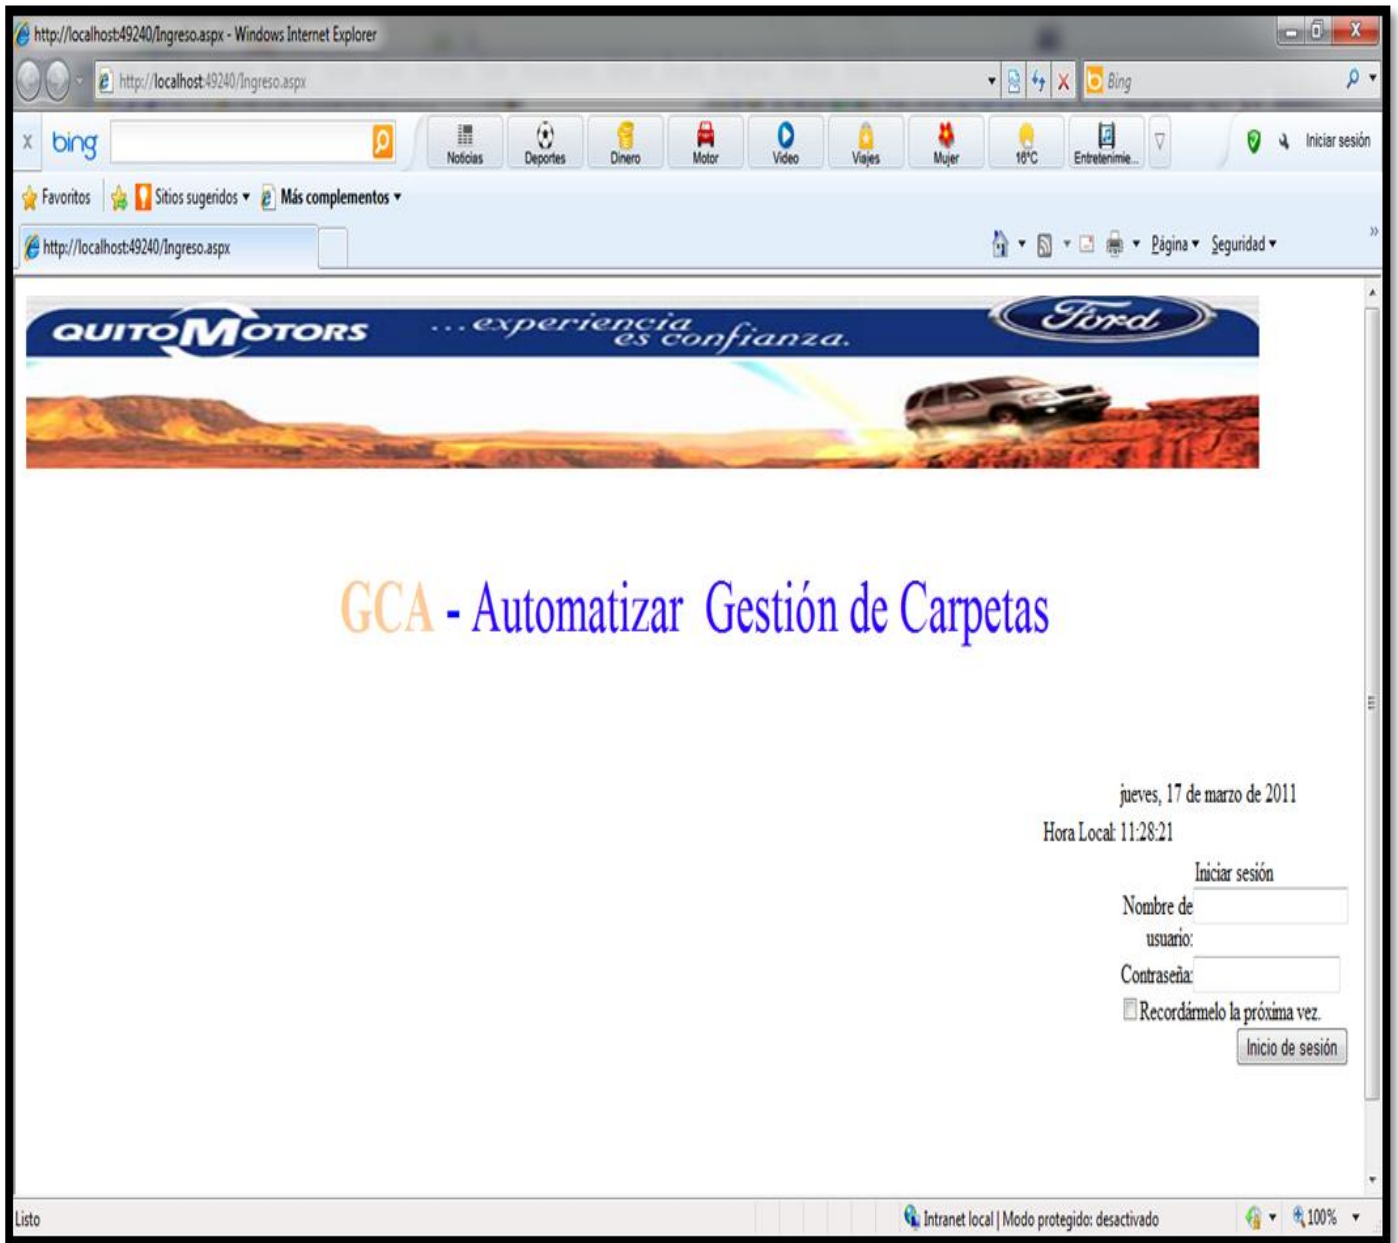 http://localhost:49240/Ingreso.aspx - Windows Internet Explorer
http://localhost:49240/Ingreso.aspx
Bing
x bing
Noticias Deportes Dinero Motor Video Viajes Mujer 16°C Entretenimie... Iniciar sesión
Favoritos Sitios sugeridos Más complementos
http://localhost:49240/Ingreso.aspx
Página Seguridad »
QUITOMOTORS ...experiencia es confianza. Ford
GCA - Automatizar Gestión de Carpetas
jueves, 17 de marzo de 2011
Hora Local: 11:28:21
Iniciar sesión
Nombre de
usuario:
Contraseña:
Recordármelo la próxima vez.
Inicio de sesión
Listo
Intranet local | Modo protegido: desactivado
100%